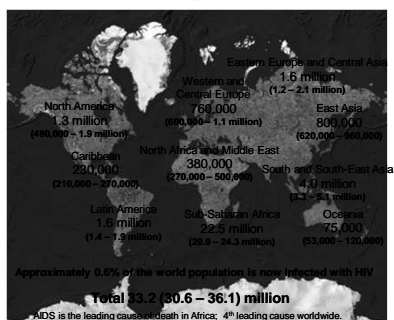 Eastern Europe and Central Asia
1.6 million
(1.2 – 2.1 million)
Western and
Central Europe
760,000
(600,000 – 1.1 million)
North America
1.3 million
(480,000 – 1.9 million)
East Asia
800,000
(620,000 – 960,000)
North Africa and Middle East
380,000
(270,000 – 500,000)
Caribbean
230,000
(210,000 – 270,000)
South and South-East Asia
4.0 million
(3.3 – 5.1 million)
Latin America
1.6 million
(1.4 – 1.9 million)
Sub-Saharan Africa
22.5 million
(20.9 – 24.3 million)
Oceania
75,000
(53,000 – 120,000)
Approximately 0.6% of the world population is now infected with HIV
Total 33.2 (30.6 – 36.1) million
AIDS is the leading cause of death in Africa; 4th leading cause worldwide.